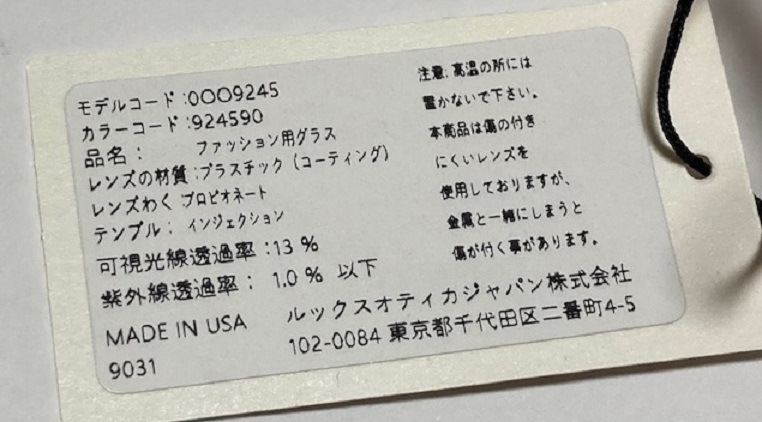 モデルコード:0OO9245
カラーコード:924590
品名: ファッション用グラス
レンズの材質:プラスチック(コーティング)
レンズわく プロピオネート
テンプル: インジェクション
可視光線透過率:13 %
紫外線透過率: 1.0 % 以下
MADE IN USA
9031
注意:高温の所には
置かないで下さい。
本商品は傷の付き
にくいレンズを
使用しておりますが、
金属と一緒にしまうと
傷が付く事があります。
ルックスオティカジャパン株式会社
102-0084 東京都千代田区二番町4-5